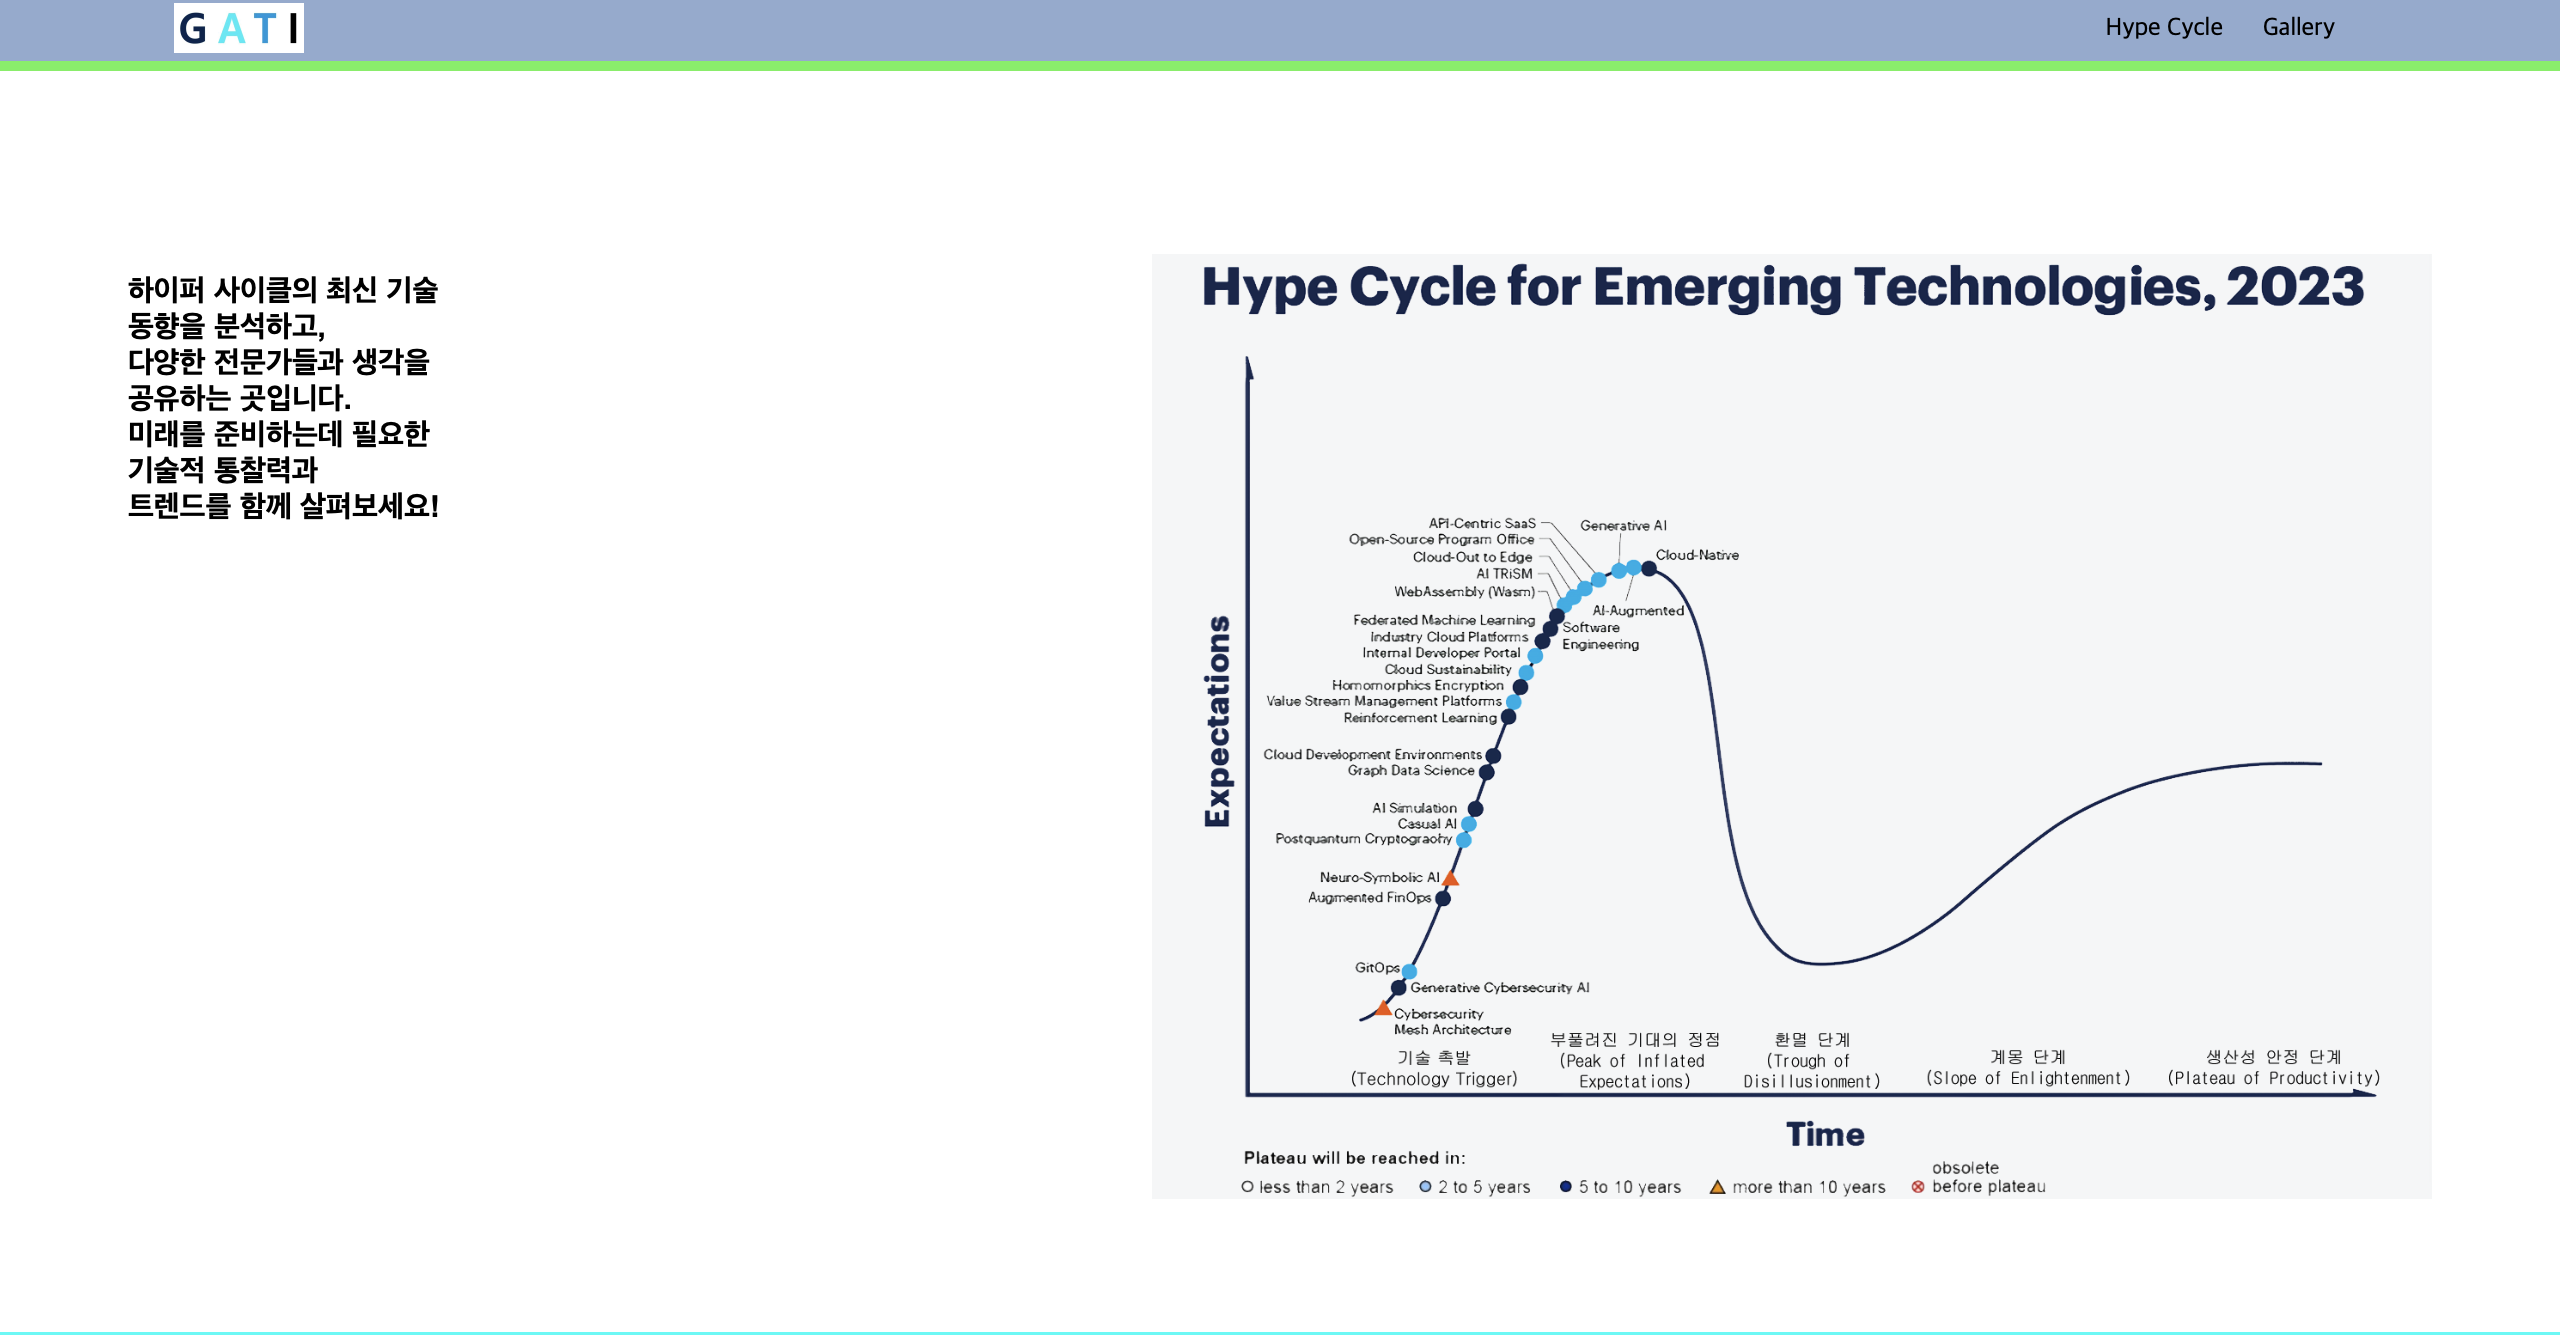 G A T I
Hype Cycle
Gallery
하이퍼 사이클의 최신 기술
동향을 분석하고,
다양한 전문가들과 생각을
공유하는 곳입니다.
미래를 준비하는데 필요한
기술적 통찰력과
트렌드를 함께 살펴보세요!
Hype Cycle for Emerging Technologies, 2023
Expectations
API-Centric SaaS
Open-Source Program Office
Cloud-Out to Edge
AI TRiSM
WebAssembly (Wasm)
Federated Machine Learning
Industry Cloud Platforms
Internal Developer Portal
Cloud Sustainability
Homomorphics Encryption
Value Stream Management Platforms
Reinforcement Learning
Cloud Development Environments
Graph Data Science
AI Simulation
Casual AI
Postquantum Cryptograohy
Neuro-Symbolic AI
Augmented FinOps
GitOps
Generative Cybersecurity AI
Cybersecurity
Mesh Architecture
Generative AI
Cloud-Native
AI-Augmented
Software
Engineering
기술 촉발
(Technology Trigger)
부풀려진 기대의 정점
(Peak of Inflated
Expectations)
환멸 단계
(Trough of
Disillusionment)
계몽 단계
(Slope of Enlightenment)
생산성 안정 단계
(Plateau of Productivity)
Time
Plateau will be reached in:
less than 2 years
2 to 5 years
5 to 10 years
more than 10 years
obsolete
before plateau